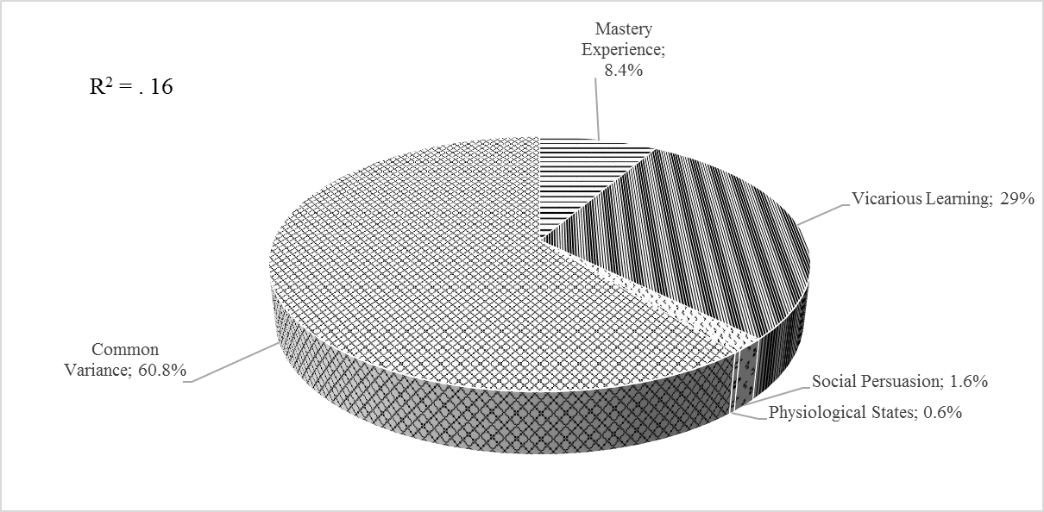 Mastery
Experience;
8.4%
R² = . 16
Vicarious Learning; 29%
Common
Variance; 60.8%
Social Persuasion; 1.6%
Physiological States; 0.6%